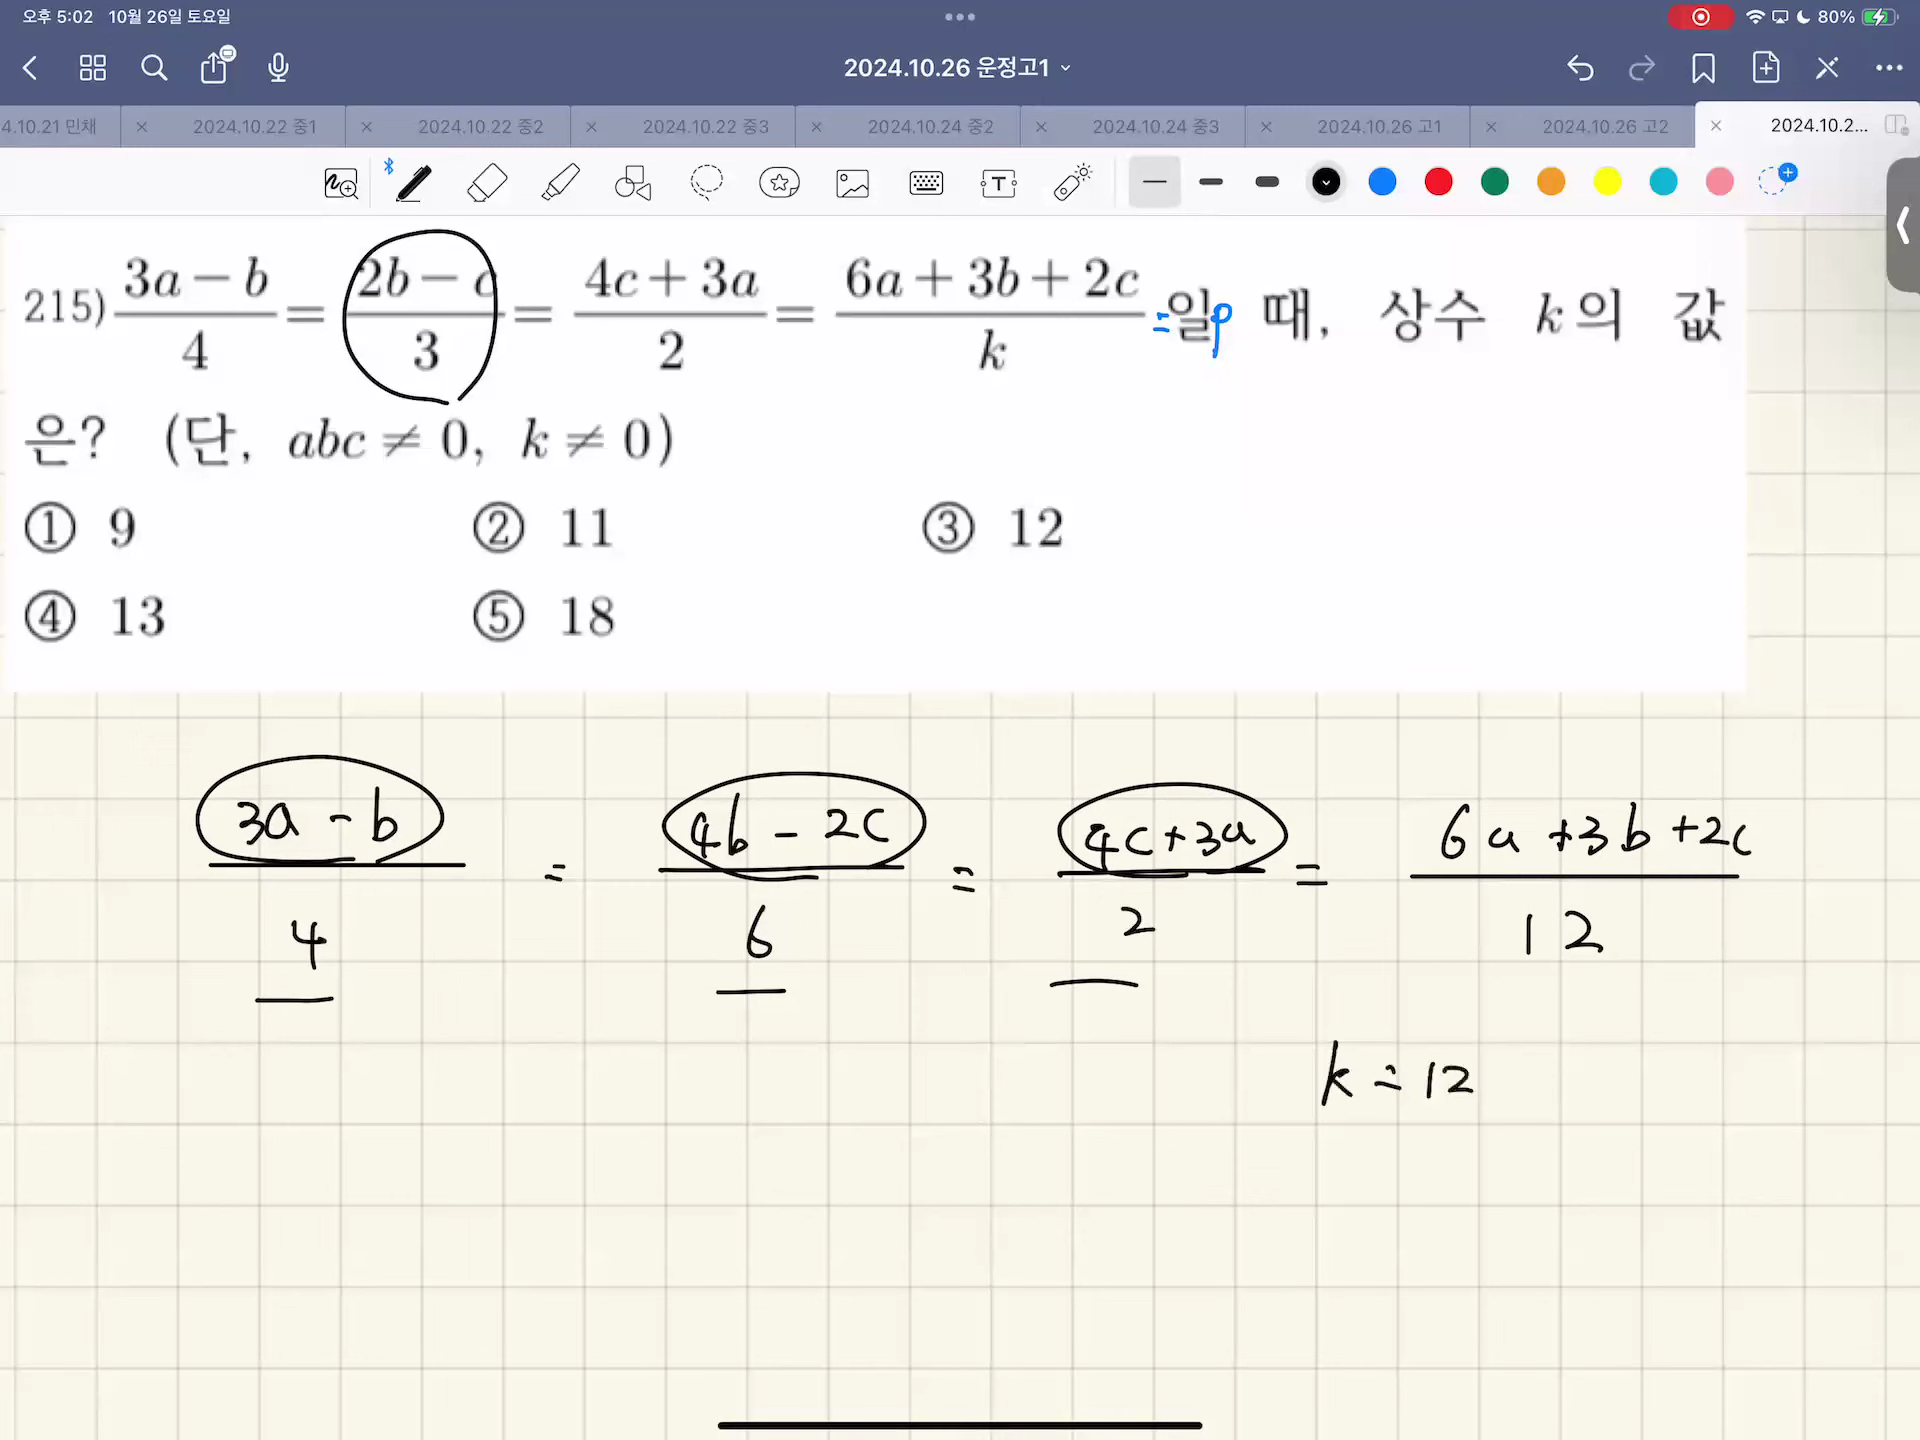 오후 5:02 10월 26일 토요일
80%
2024.10.26 운정고1
4.10.21 민채
2024.10.22 중1
2024.10.22 중2
2024.10.22 중3
2024.10.24 중2
2024.10.24 중3
2024.10.26 고1
2024.10.26 고2
2024.10.2...
215) (3a-b)/4 = (2b-c)/3 = (4c+3a)/2 = (6a+3b+2c)/k =p 일 때, 상수 k의 값
은? (단, abc≠0, k≠0)
① 9 ② 11 ③ 12
④ 13 ⑤ 18
(3a-b)/4 = (4b-2c)/6 = (4c+3a)/2 = (6a+3b+2c)/12
k=12